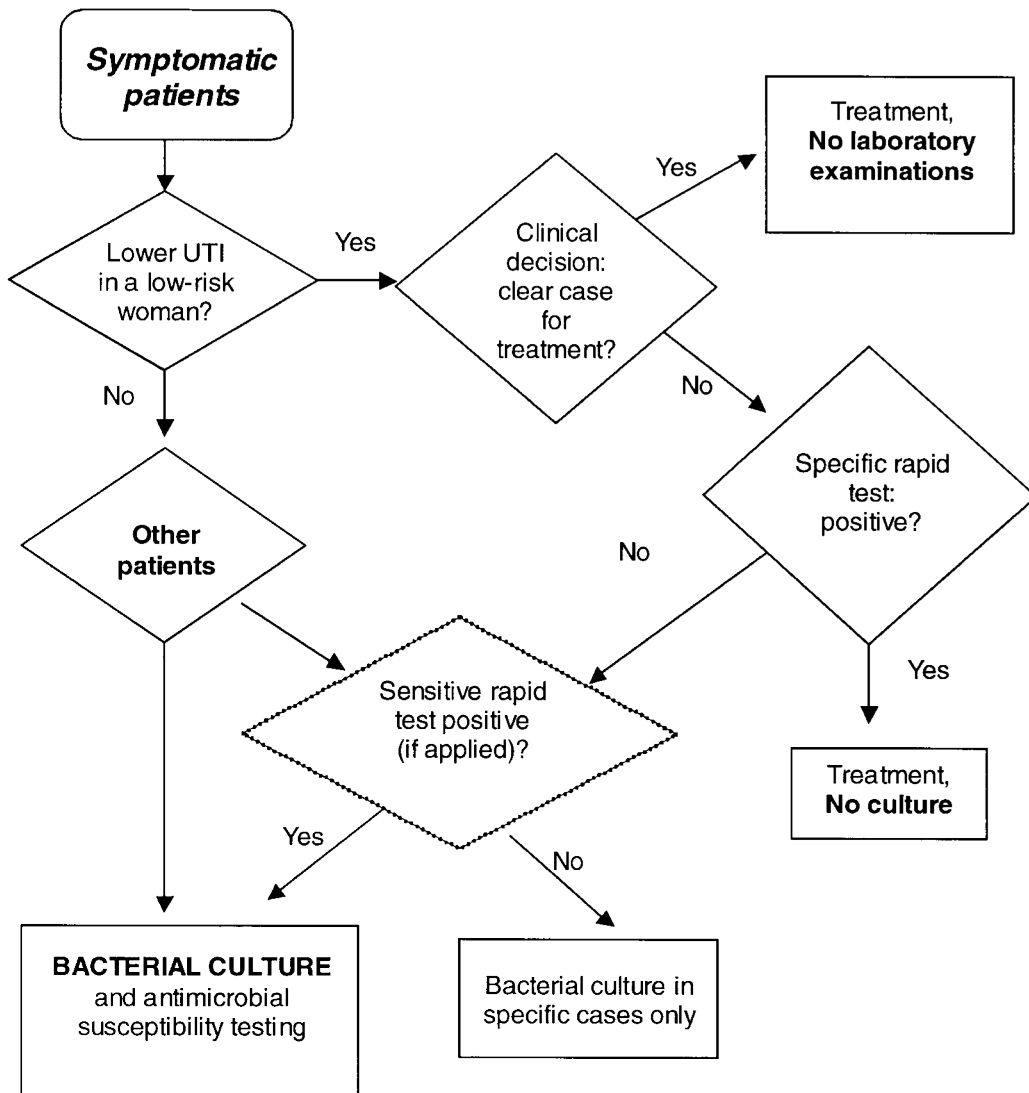 Symptomatic
patients
Lower UTI
in a low-risk
woman?
Yes
No
Clinical
decision:
clear case
for
treatment?
Yes
No
Treatment,
No laboratory
examinations
Specific rapid
test:
positive?
No
Yes
Treatment,
No culture
Other
patients
Sensitive rapid
test positive
(if applied)?
Yes
No
BACTERIAL CULTURE
and antimicrobial
susceptibility testing
Bacterial culture in
specific cases only